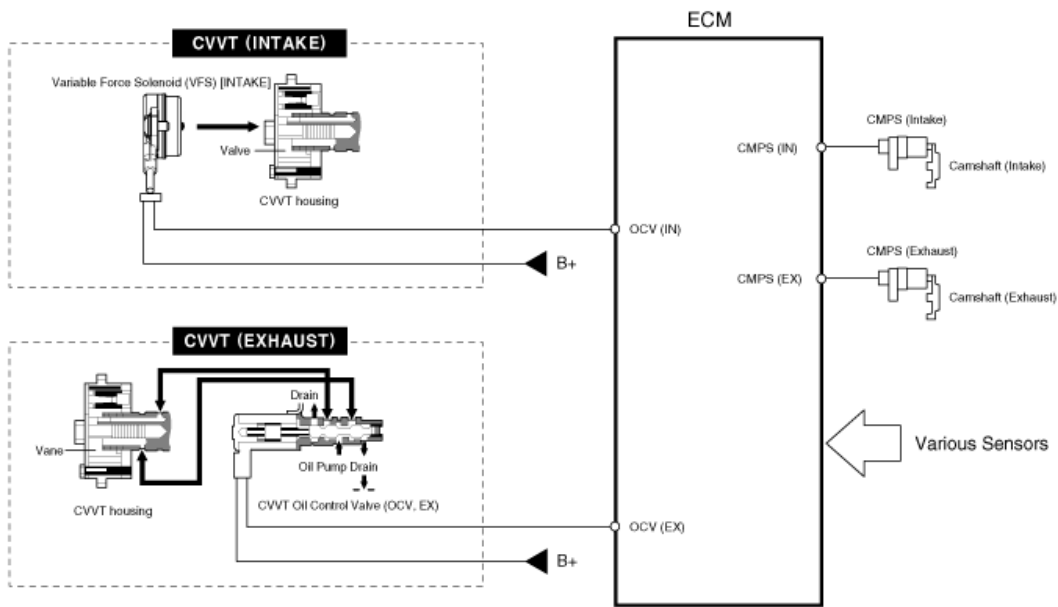 ECM
CVVT (INTAKE)
Variable Force Solenoid (VFS) [INTAKE]
Valve
CVVT housing
OCV (IN)
B+
CMPS (IN)
CMPS (Intake)
Camshaft (Intake)
CMPS (EX)
CMPS (Exhaust)
Camshaft (Exhaust)
CVVT (EXHAUST)
Drain
Vane
Oil Pump Drain
CVVT housing
CVVT Oil Control Valve (OCV, EX)
OCV (EX)
B+
Various Sensors